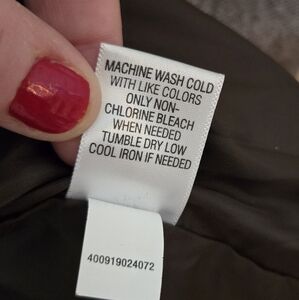 MACHINE WASH COLD
WITH LIKE COLORS
ONLY NON-
CHLORINE BLEACH
WHEN NEEDED
TUMBLE DRY LOW
COOL IRON IF NEEDED
400919024072